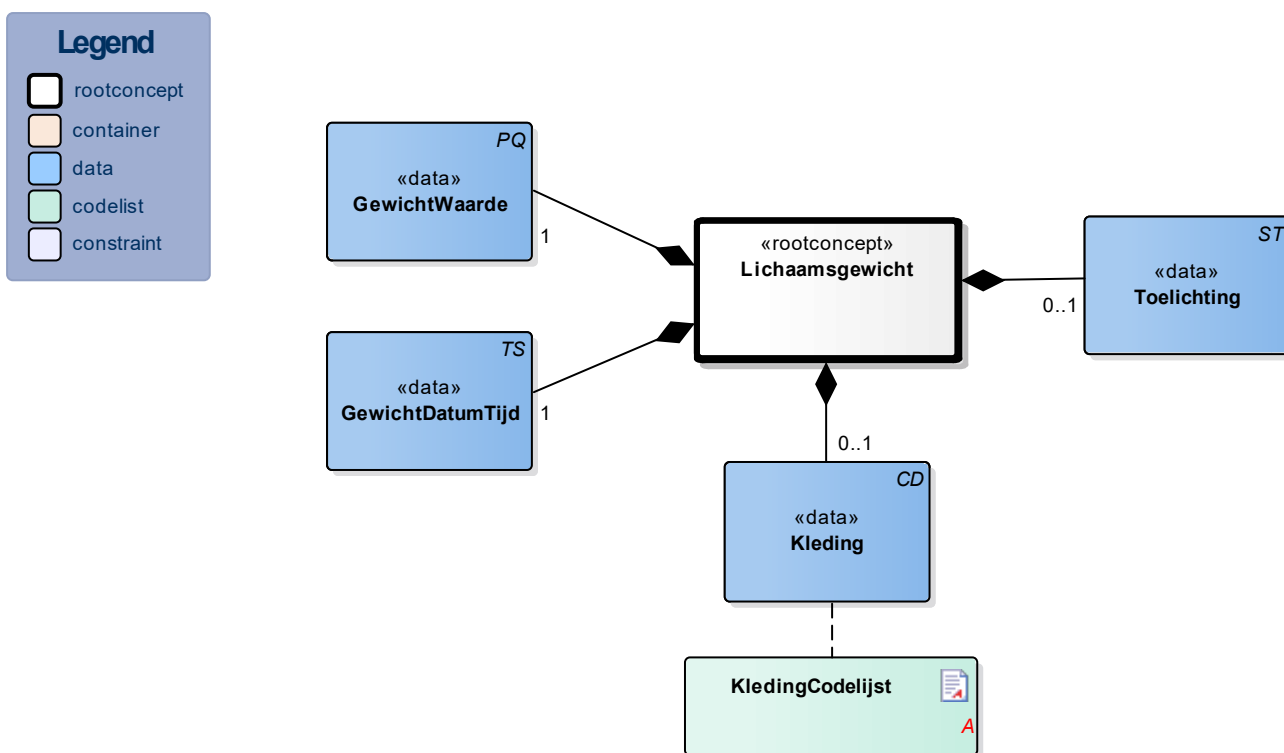 Legend
rootconcept
container
data
codelist
constraint
PQ
«data»
GewichtWaarde
1
«rootconcept»
Lichaamsgewicht
ST
«data»
Toelichting
0..1
TS
«data»
GewichtDatumTijd
1
0..1
CD
«data»
Kleding
KledingCodelijst
A